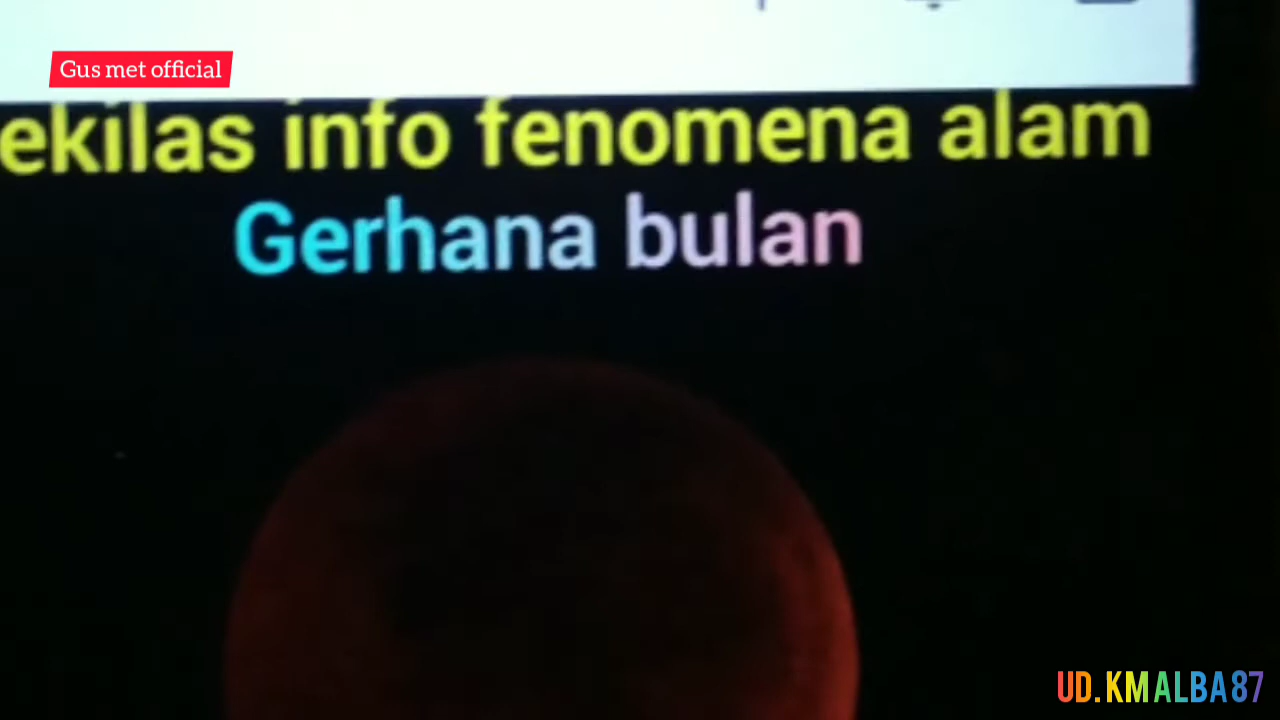 Gus met official
ekilas info fenomena alam
Gerhana bulan
UD.KMALBA87